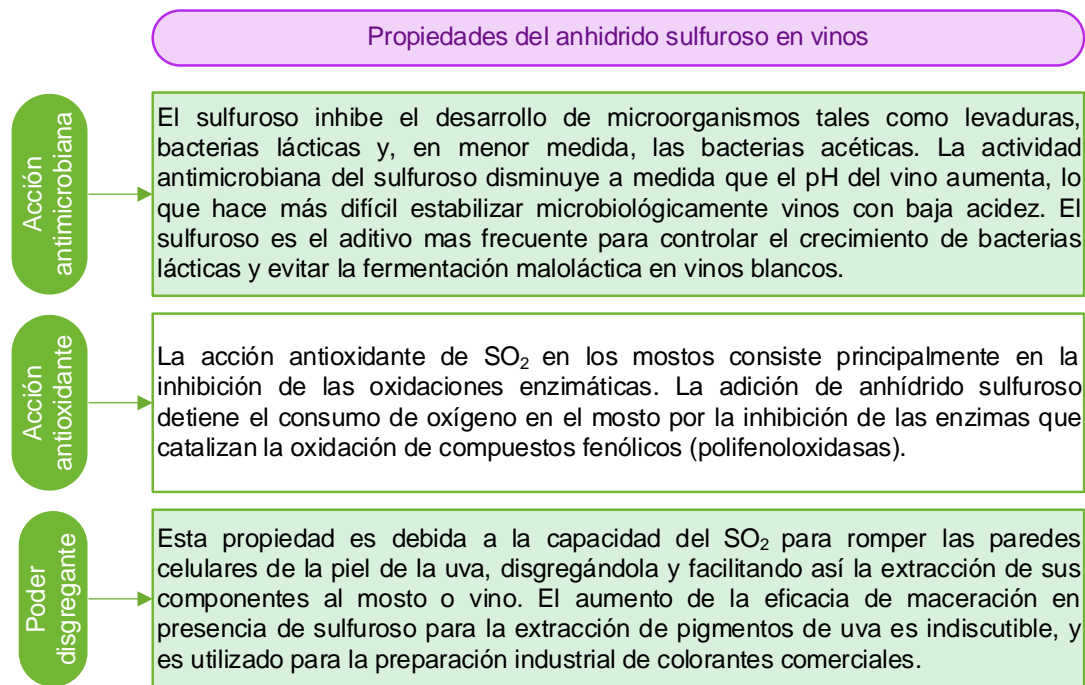 Propiedades del anhidrido sulfuroso en vinos
Acción
antimicrobiana
El sulfuroso inhibe el desarrollo de microorganismos tales como levaduras,
bacterias lácticas y, en menor medida, las bacterias acéticas. La actividad
antimicrobiana del sulfuroso disminuye a medida que el pH del vino aumenta, lo
que hace más difícil estabilizar microbiológicamente vinos con baja acidez. El
sulfuroso es el aditivo mas frecuente para controlar el crecimiento de bacterias
lácticas y evitar la fermentación maloláctica en vinos blancos.
Acción
antioxidante
La acción antioxidante de SO₂ en los mostos consiste principalmente en la
inhibición de las oxidaciones enzimáticas. La adición de anhídrido sulfuroso
detiene el consumo de oxígeno en el mosto por la inhibición de las enzimas que
catalizan la oxidación de compuestos fenólicos (polifenoloxidasas).
Poder
disgregante
Esta propiedad es debida a la capacidad del SO₂ para romper las paredes
celulares de la piel de la uva, disgregándola y facilitando así la extracción de sus
componentes al mosto o vino. El aumento de la eficacia de maceración en
presencia de sulfuroso para la extracción de pigmentos de uva es indiscutible, y
es utilizado para la preparación industrial de colorantes comerciales.